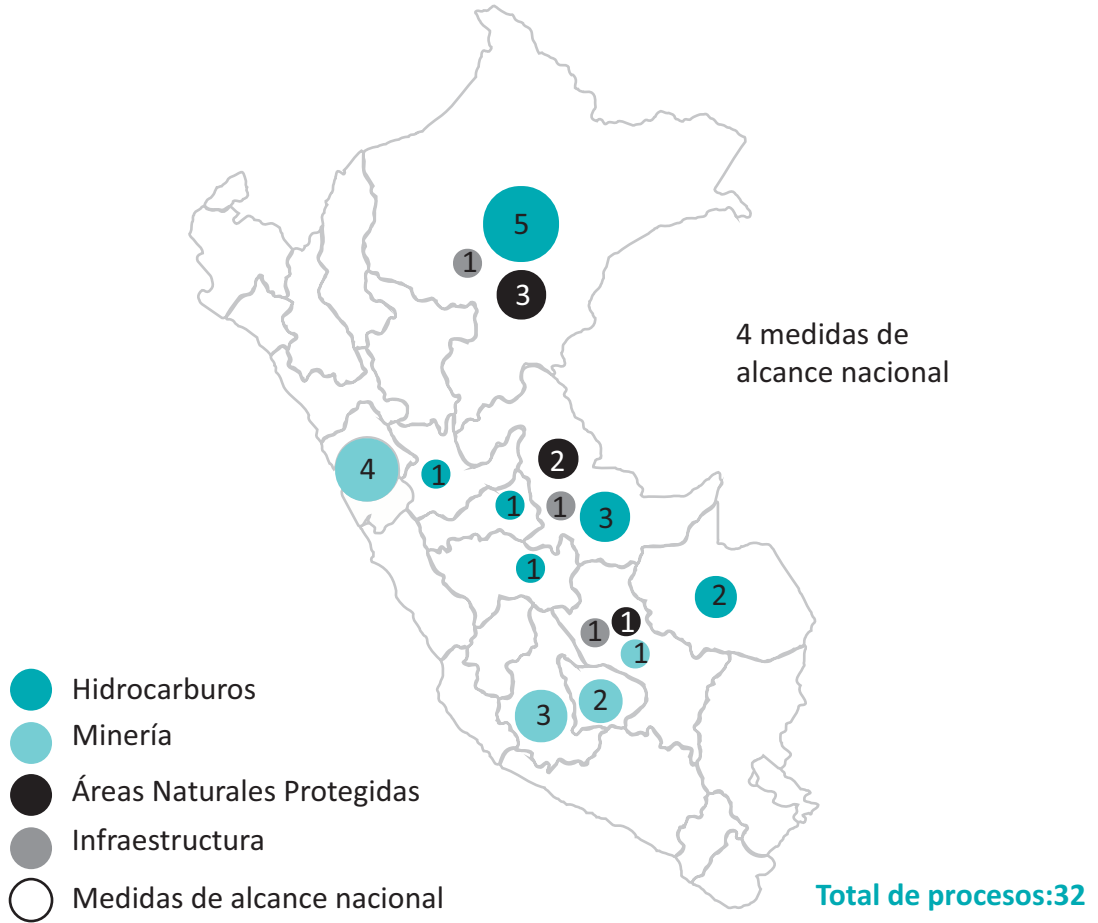 5
1
3
4 medidas de
alcance nacional
2
4
1
1
1
3
1
2
1
1
1
2
3
Hidrocarburos
Minería
Áreas Naturales Protegidas
Infraestructura
Medidas de alcance nacional
Total de procesos:32